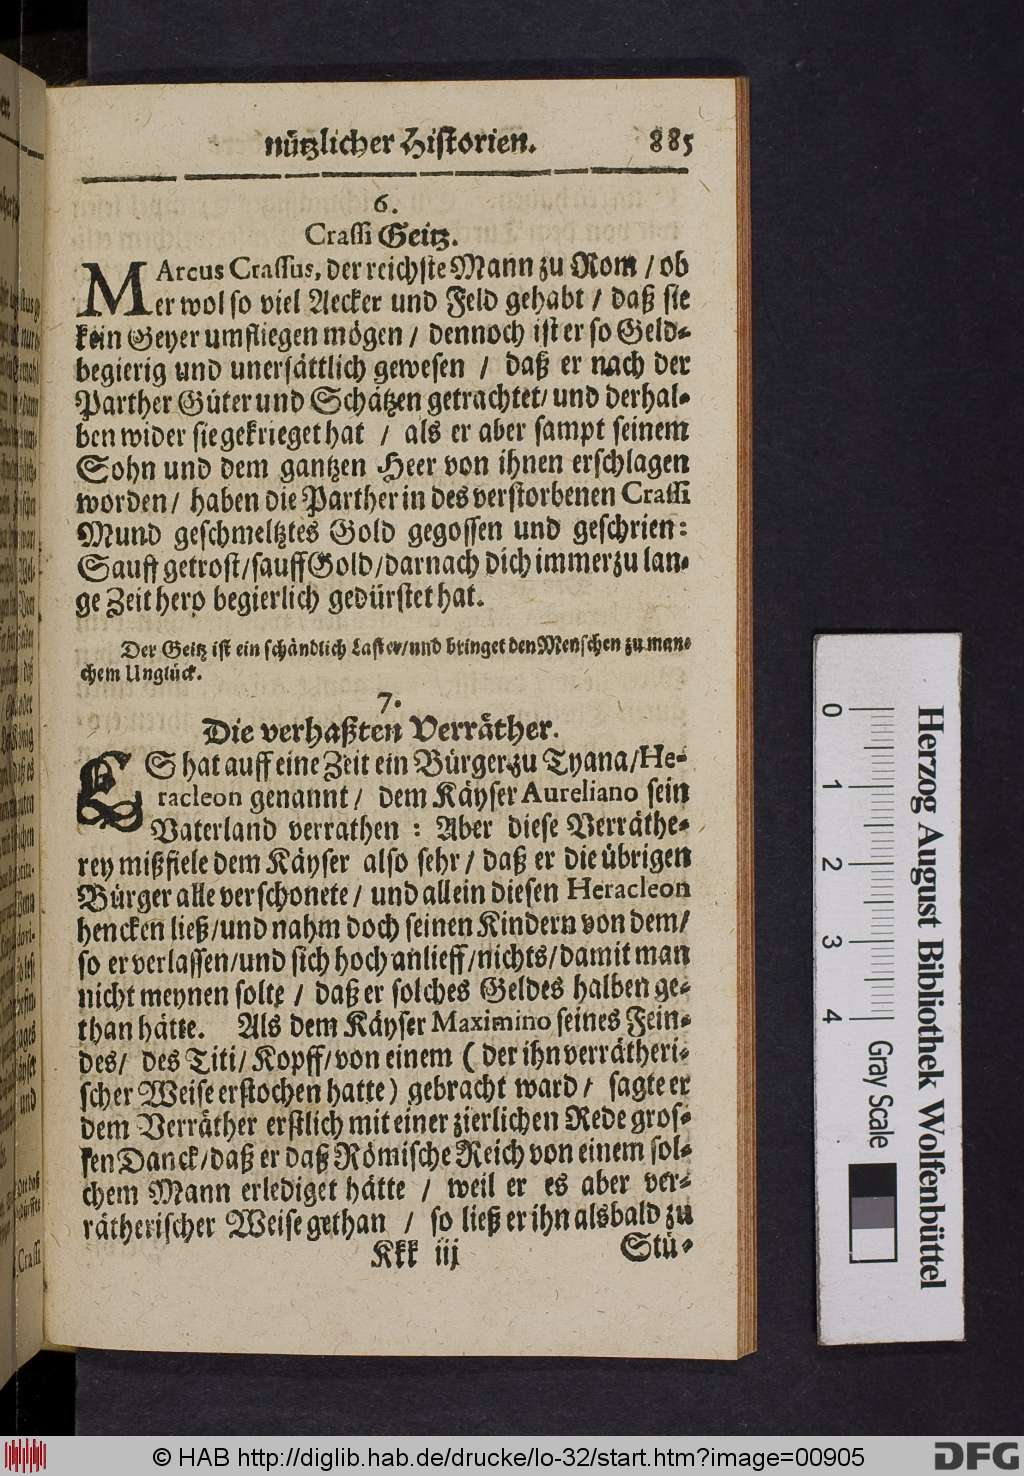 nützlicher Historien. 885
6.
Crassi Geitz.
MArcus Crassus, der reichste Mann zu Rom / ob
er wol so viel Aecker und Feld gehabt / daß sie
kein Geyer umfliegen mögen / dennoch ist er so Geld-
begierig und unersättlich gewesen / daß er nach der
Parther Güter und Schätzen getrachtet / und derhal-
ben wider sie gekrieget hat / als er aber sampt seinem
Sohn und dem gantzen Heer von ihnen erschlagen
worden / haben die Parther in des verstorbenen Crassi
Mund geschmeltztes Gold gegossen und geschrien:
Sauff getrost / sauff Gold / darnach dich immerzu lan-
ge Zeit hero begierlich gedürstet hat.
Der Geitz ist ein schändlich Laster / und bringet den Menschen zu man-
chem Unglück.
7.
Die verhaßten Verräther.
ES hat auff eine Zeit ein Bürger zu Tyana / He-
racleon genannt / dem Käyser Aureliano sein
Vaterland verrathen : Aber diese Verräthe-
rey mißfiele dem Käyser also sehr / daß er die übrigen
Bürger alle verschonete / und allein diesen Heracleon
hencken ließ / und nahm doch seinen Kindern von dem /
so er verlassen / und sich hoch anlieff / nichts / damit man
nicht meynen solte / daß er solches Geldes halben ge-
than hätte. Als dem Käyser Maximino seines Fein-
des / des Titi / Kopff / von einem ( der ihn verrätheri-
scher Weise erstochen hatte ) gebracht ward / sagte er
dem Verräther erstlich mit einer zierlichen Rede gros-
sen Danck / daß er daß Römische Reich von einem sol-
chem Mann erlediget hätte / weil er es aber ver-
rätherischer Weise gethan / so ließ er ihn alsbald zu
Kkk iij Stü-
0 1 2 3 4
Gray Scale
Herzog August Bibliothek Wolfenbüttel
© HAB http://diglib.hab.de/drucke/lo-32/start.htm?image=00905
DFG